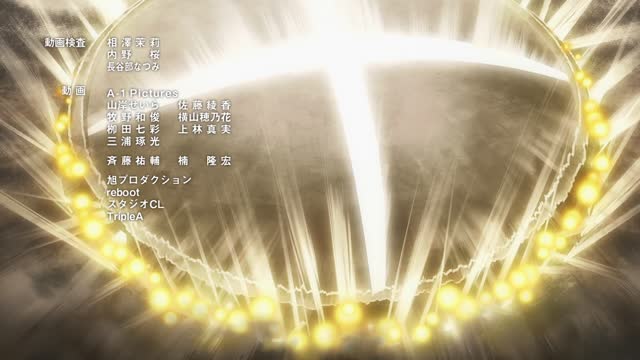 動画検査 相澤茉莉
内野 桜
長谷部なつみ
動画 A-1 Pictures
山岸せいら 佐藤綾香
牧野和俊 横山穂乃花
柳田七彩 上林真実
三浦琢光
斉藤祐輔 楠 隆宏
旭プロダクション
reboot
スタジオCL
TripleA